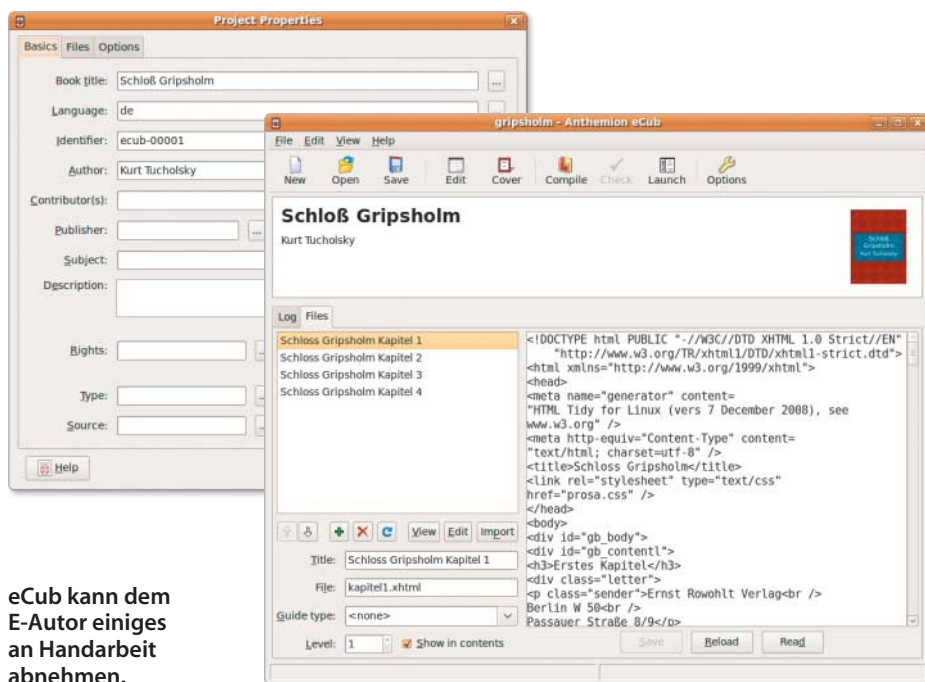 Project Properties
Basics Files Options
Book title: Schloß Gripsholm ...
Language: de
Identifier: ecub-00001
Author: Kurt Tucholsky
Contributor(s):
Publisher: ...
Subject:
Description:
Rights:
Type:
Source:
Help
gripsholm – Anthemion eCub
File Edit View Help
New Open Save Edit Cover Compile Check Launch Options
Schloß Gripsholm
Kurt Tucholsky
Schloß
Gripsholm
Kurt Tucholsky
Log Files
Schloss Gripsholm Kapitel 1
Schloss Gripsholm Kapitel 2
Schloss Gripsholm Kapitel 3
Schloss Gripsholm Kapitel 4
<!DOCTYPE html PUBLIC "-//W3C//DTD XHTML 1.0 Strict//EN"
"http://www.w3.org/TR/xhtml1/DTD/xhtml1-strict.dtd">
<html xmlns="http://www.w3.org/1999/xhtml">
<head>
<meta name="generator" content=
"HTML Tidy for Linux (vers 7 December 2008), see
www.w3.org" />
<meta http-equiv="Content-Type" content=
"text/html; charset=utf-8" />
<title>Schloss Gripsholm</title>
<link rel="stylesheet" type="text/css"
href="prosa.css" />
</head>
<body>
<div id="gb_body">
<div id="gb_contentl">
<h3>Erstes Kapitel</h3>
<div class="letter">
<p class="sender">Ernst Rowohlt Verlag<br />
Berlin W 50<br />
Passauer Straße 8/9</p>
View Edit Import
Title: Schloss Gripsholm Kapitel 1
File: kapitel1.xhtml
Guide type: <none>
Level: 1 Show in contents
Save Reload Read
eCub kann dem
E-Autor einiges
an Handarbeit
abnehmen.